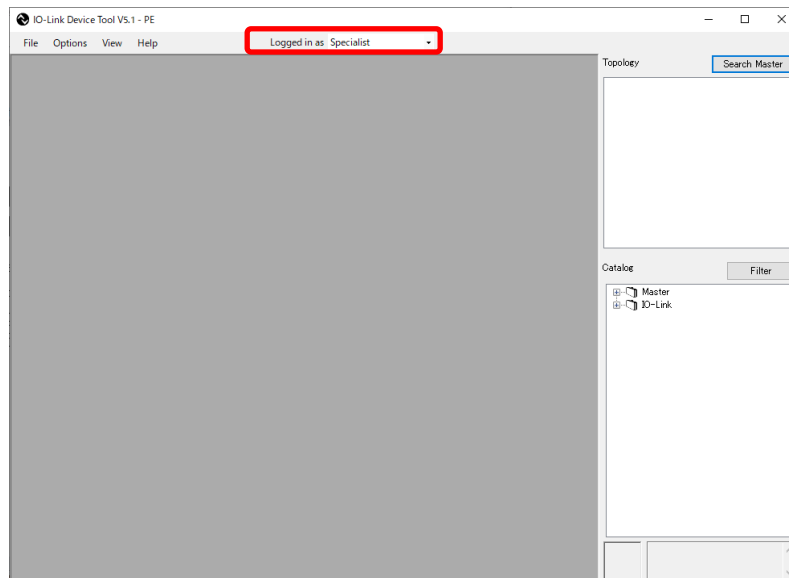 IO-Link Device Tool V5.1 - PE
File Options View Help Logged in as Specialist
Topology Search Master
Catalog Filter
Master
IO-Link